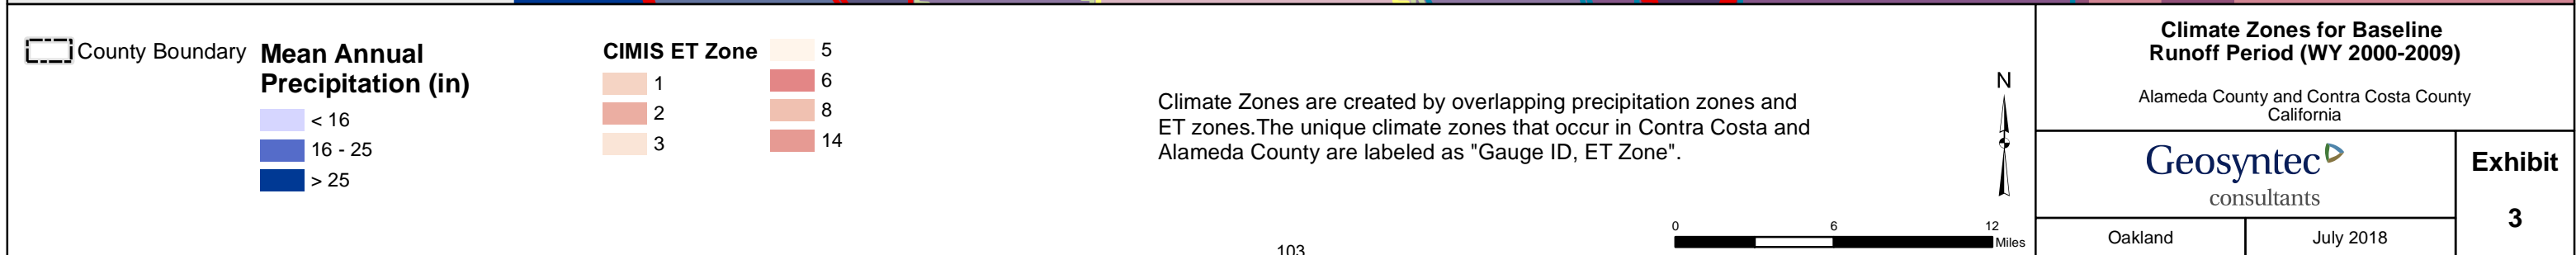 County Boundary
Mean Annual
Precipitation (in)
< 16
16 - 25
> 25
CIMIS ET Zone
1
2
3
5
6
8
14
Climate Zones are created by overlapping precipitation zones and
ET zones.The unique climate zones that occur in Contra Costa and
Alameda County are labeled as "Gauge ID, ET Zone".
N
0 6 12
Miles
103
Climate Zones for Baseline
Runoff Period (WY 2000-2009)
Alameda County and Contra Costa County
California
Geosyntec
consultants
Exhibit
3
Oakland
July 2018